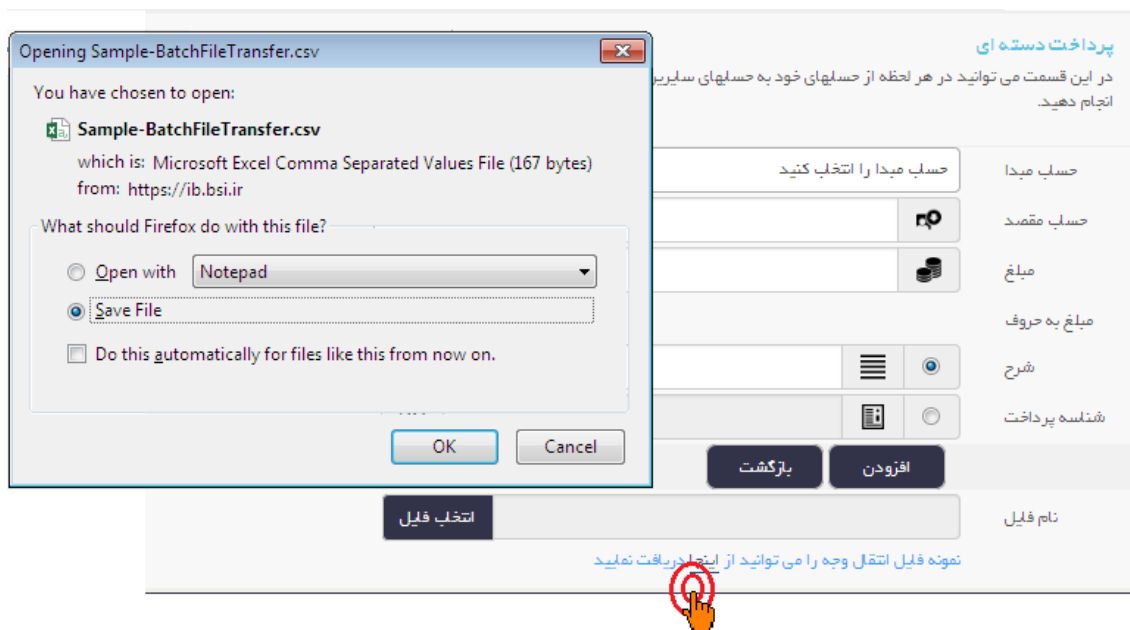 Opening Sample-BatchFileTransfer.csv
You have chosen to open:
Sample-BatchFileTransfer.csv
which is: Microsoft Excel Comma Separated Values File (167 bytes)
from: https://ib.bsi.ir
What should Firefox do with this file?
Open with Notepad
Save File
Do this automatically for files like this from now on.
OK
Cancel
پرداخت دسته ای
در این قسمت می توانید در هر لحظه از حسابهای خود به حسابهای سایرین
انجام دهید.
حساب مبدا
حساب مبدا را انتخاب کنید
حساب مقصد
مبلغ
مبلغ به حروف
شرح
شناسه پرداخت
افزودن
بازگشت
نام فایل
انتخاب فایل
نمونه فایل انتقال وجه را می توانید از اینجا دریافت نمایید